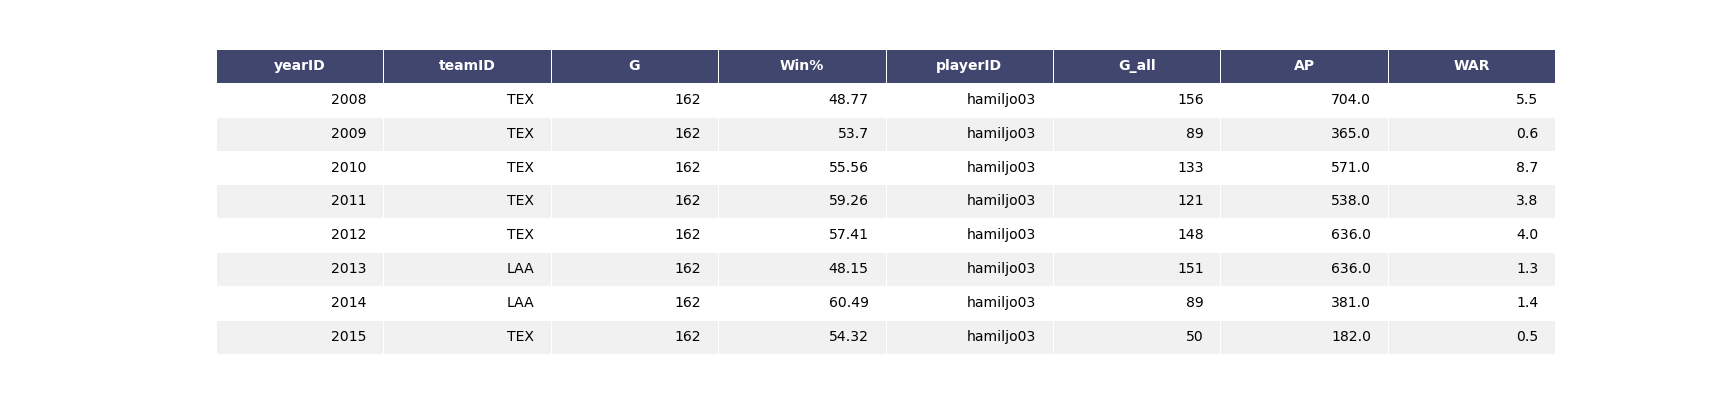 yearID teamID G Win% playerID G_all AP WAR
2008 TEX 162 48.77 hamiljo03 156 704.0 5.5
2009 TEX 162 53.7 hamiljo03 89 365.0 0.6
2010 TEX 162 55.56 hamiljo03 133 571.0 8.7
2011 TEX 162 59.26 hamiljo03 121 538.0 3.8
2012 TEX 162 57.41 hamiljo03 148 636.0 4.0
2013 LAA 162 48.15 hamiljo03 151 636.0 1.3
2014 LAA 162 60.49 hamiljo03 89 381.0 1.4
2015 TEX 162 54.32 hamiljo03 50 182.0 0.5